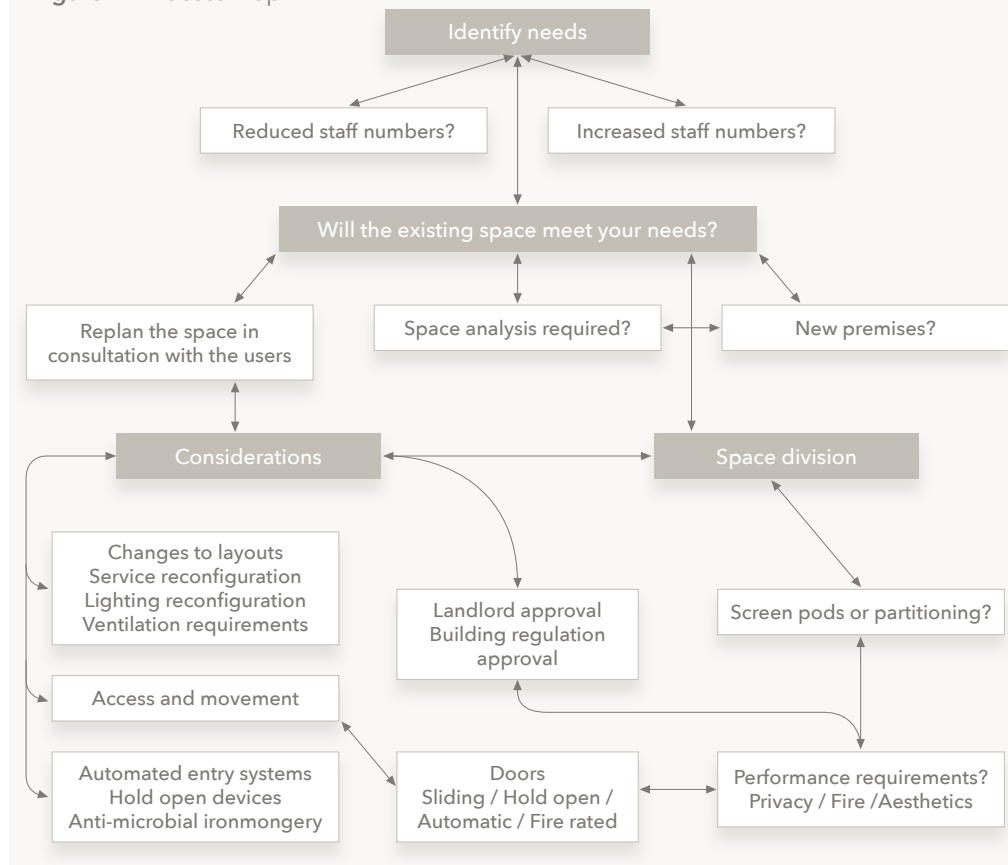 Identify needs
Reduced staff numbers?
Increased staff numbers?
Will the existing space meet your needs?
Replan the space in
consultation with the users
Space analysis required?
New premises?
Considerations
Space division
Changes to layouts
Service reconfiguration
Lighting reconfiguration
Ventilation requirements
Landlord approval
Building regulation
approval
Screen pods or partitioning?
Access and movement
Automated entry systems
Hold open devices
Anti-microbial ironmongery
Doors
Sliding / Hold open /
Automatic / Fire rated
Performance requirements?
Privacy / Fire /Aesthetics